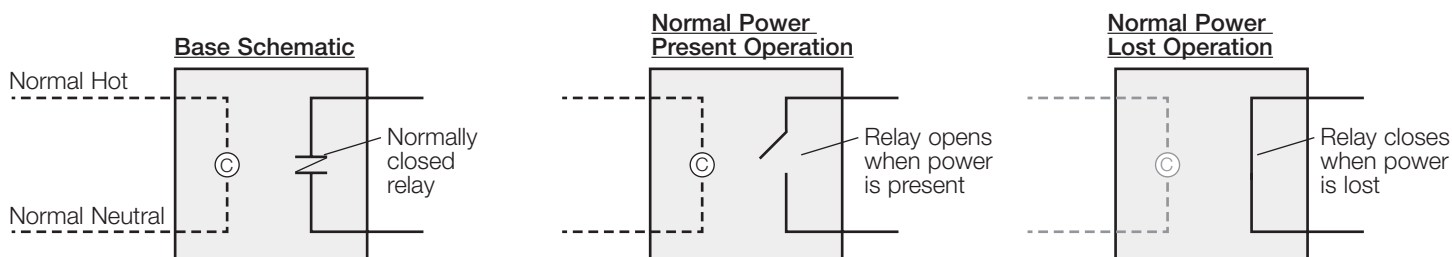 Base Schematic
Normal Hot
Normally
closed
relay
C
Normal Neutral
Normal Power
Present Operation
C
Relay opens
when power
is present
Normal Power
Lost Operation
C
Relay closes
when power
is lost